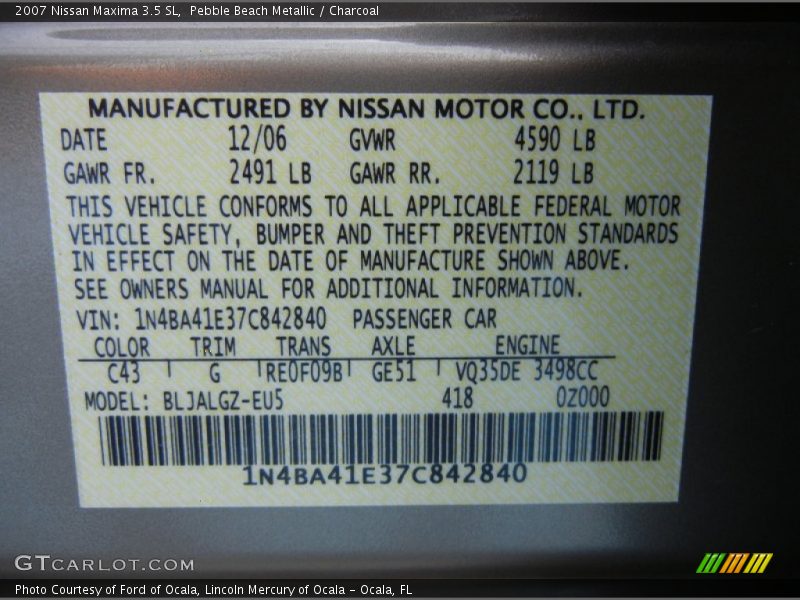 2007 Nissan Maxima 3.5 SL,  Pebble Beach Metallic / Charcoal
MANUFACTURED BY NISSAN MOTOR CO., LTD.
DATE 12/06 GVWR 4590 LB
GAWR FR. 2491 LB GAWR RR. 2119 LB
THIS VEHICLE CONFORMS TO ALL APPLICABLE FEDERAL MOTOR
VEHICLE SAFETY, BUMPER AND THEFT PREVENTION STANDARDS
IN EFFECT ON THE DATE OF MANUFACTURE SHOWN ABOVE.
SEE OWNERS MANUAL FOR ADDITIONAL INFORMATION.
VIN: 1N4BA41E37C842840 PASSENGER CAR
COLOR TRIM TRANS AXLE ENGINE
C43 G RE0F09B GE51 VQ35DE 3498CC
MODEL: BLJALGZ-EU5 418 0Z000
1N4BA41E37C842840
GTCARLOT.COM
Photo Courtesy of Ford of Ocala, Lincoln Mercury of Ocala - Ocala, FL